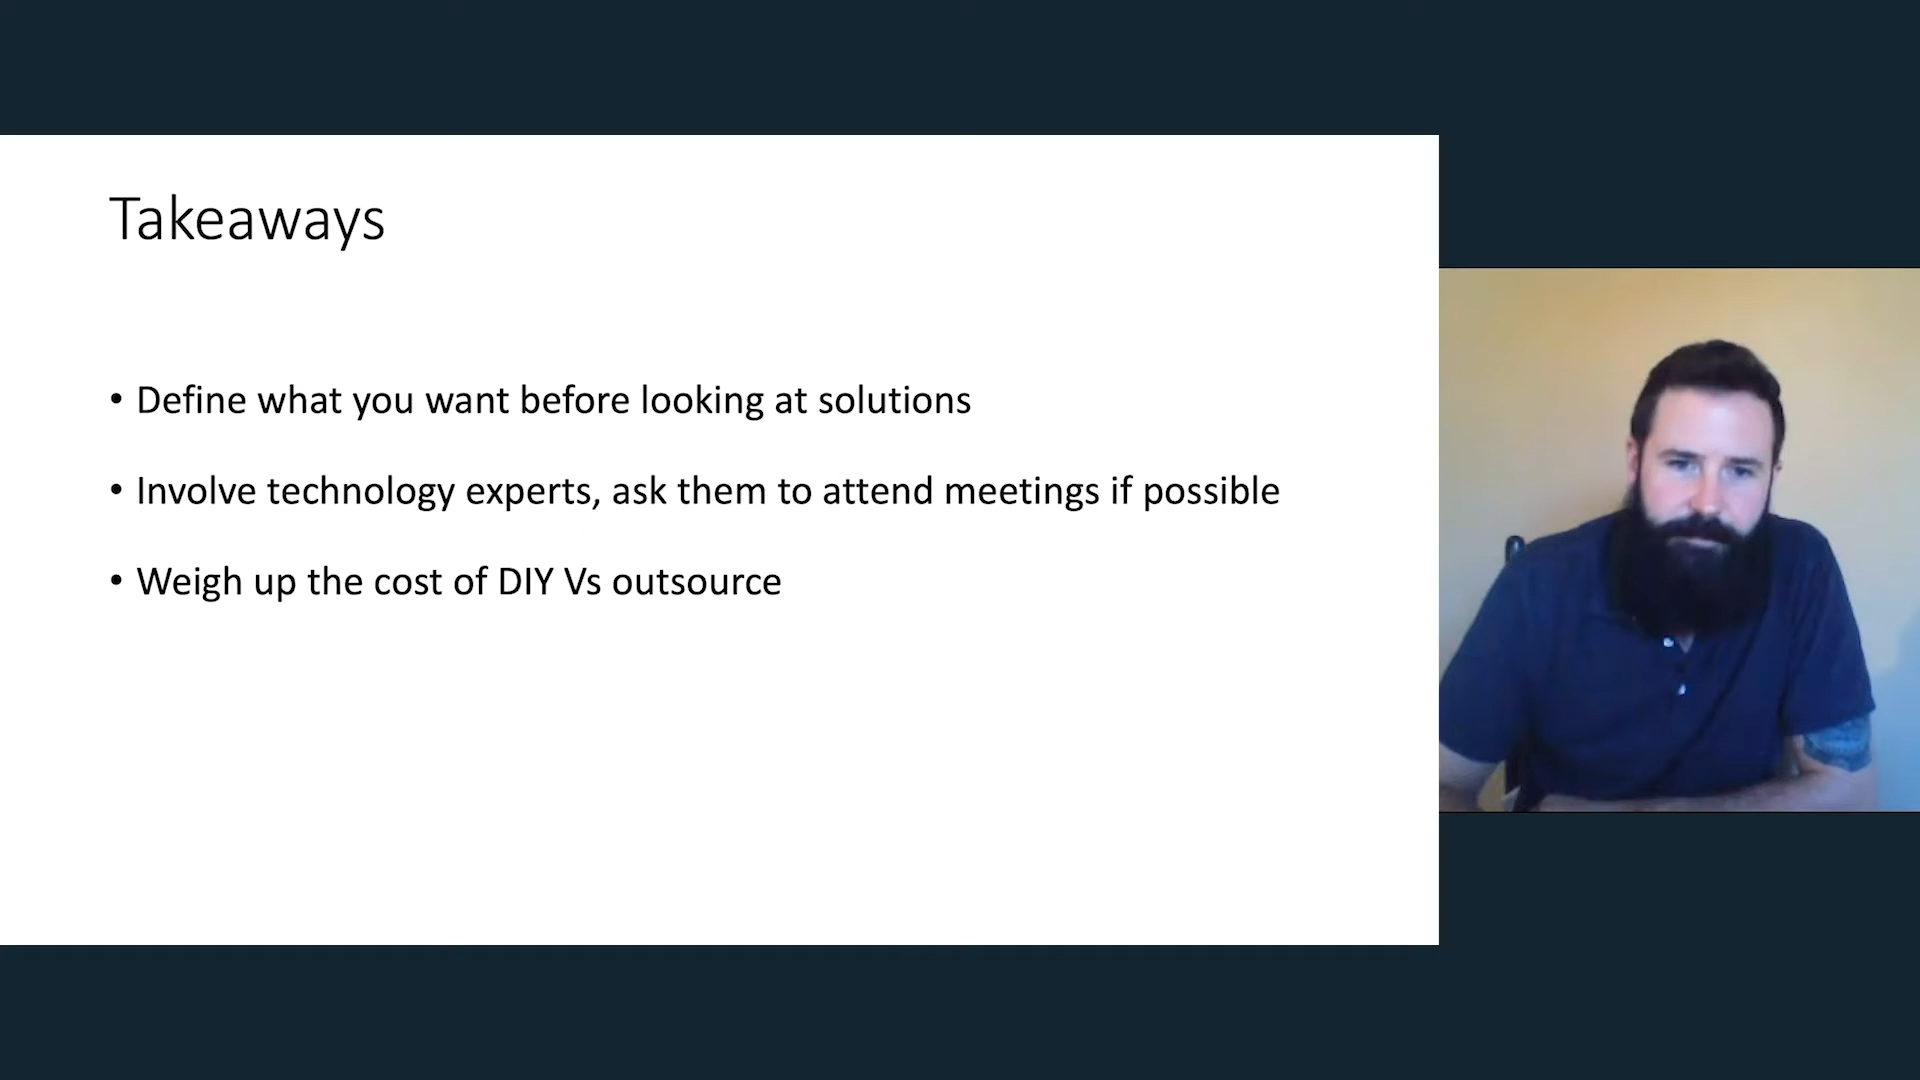 Takeaways
• Define what you want before looking at solutions
• Involve technology experts, ask them to attend meetings if possible
• Weigh up the cost of DIY Vs outsource